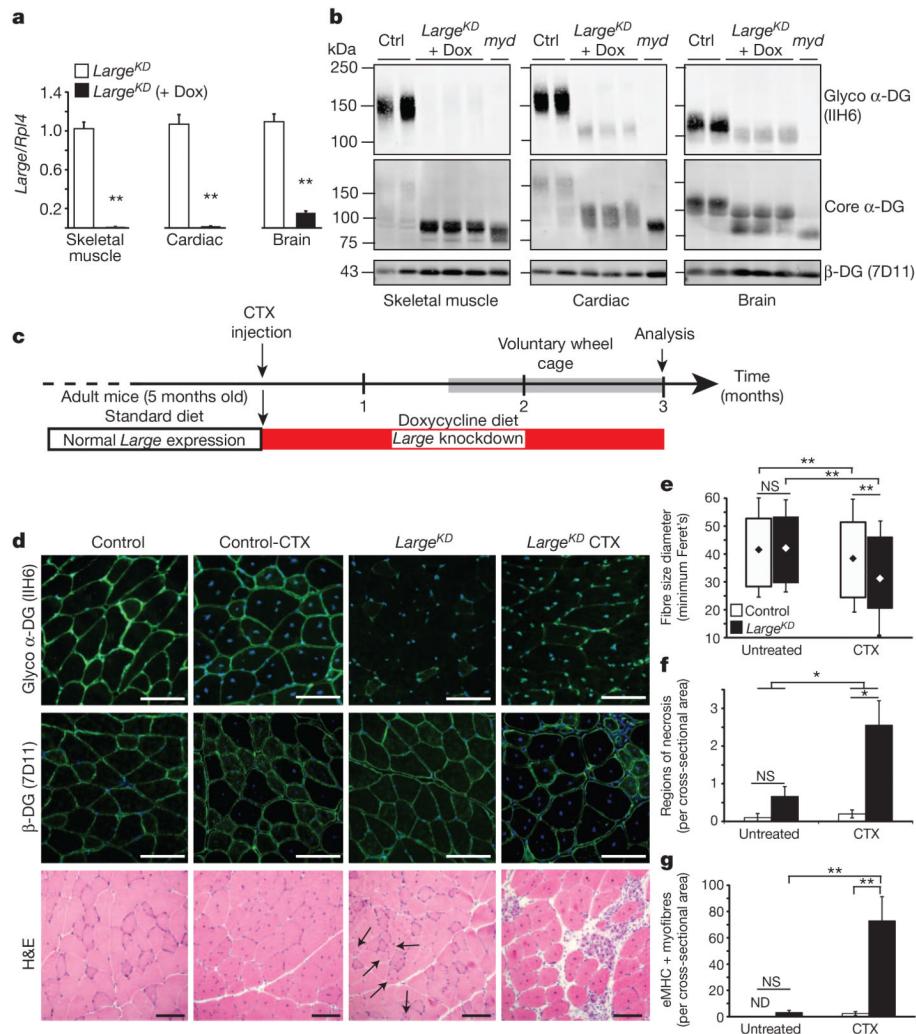 a
Large^KD
Large^KD (+ Dox)
Large/Rpl4
1.4
1.0
0.6
0.2
**
**
**
Skeletal muscle
Cardiac
Brain
b
kDa
Ctrl
Large^KD + Dox
myd
Ctrl
Large^KD + Dox
myd
Ctrl
Large^KD + Dox
myd
250
150
100
Glyco α-DG (IIH6)
150
100
75
Core α-DG
43
β-DG (7D11)
Skeletal muscle
Cardiac
Brain
c
CTX injection
Voluntary wheel cage
Analysis
Time (months)
1
2
3
Adult mice (5 months old)
Standard diet
Doxycycline diet
Normal Large expression
Large knockdown
d
Control
Control-CTX
Large^KD
Large^KD CTX
Glyco α-DG (IIH6)
β-DG (7D11)
H&E
e
**
NS
**
**
Fibre size diameter (minimum Feret's)
60
50
40
30
20
10
Control
Large^KD
Untreated
CTX
f
*
*
NS
Regions of necrosis (per cross-sectional area)
3
2
1
0
Untreated
CTX
g
**
**
NS
ND
eMHC + myofibres (per cross-sectional area)
100
80
60
40
20
0
Untreated
CTX